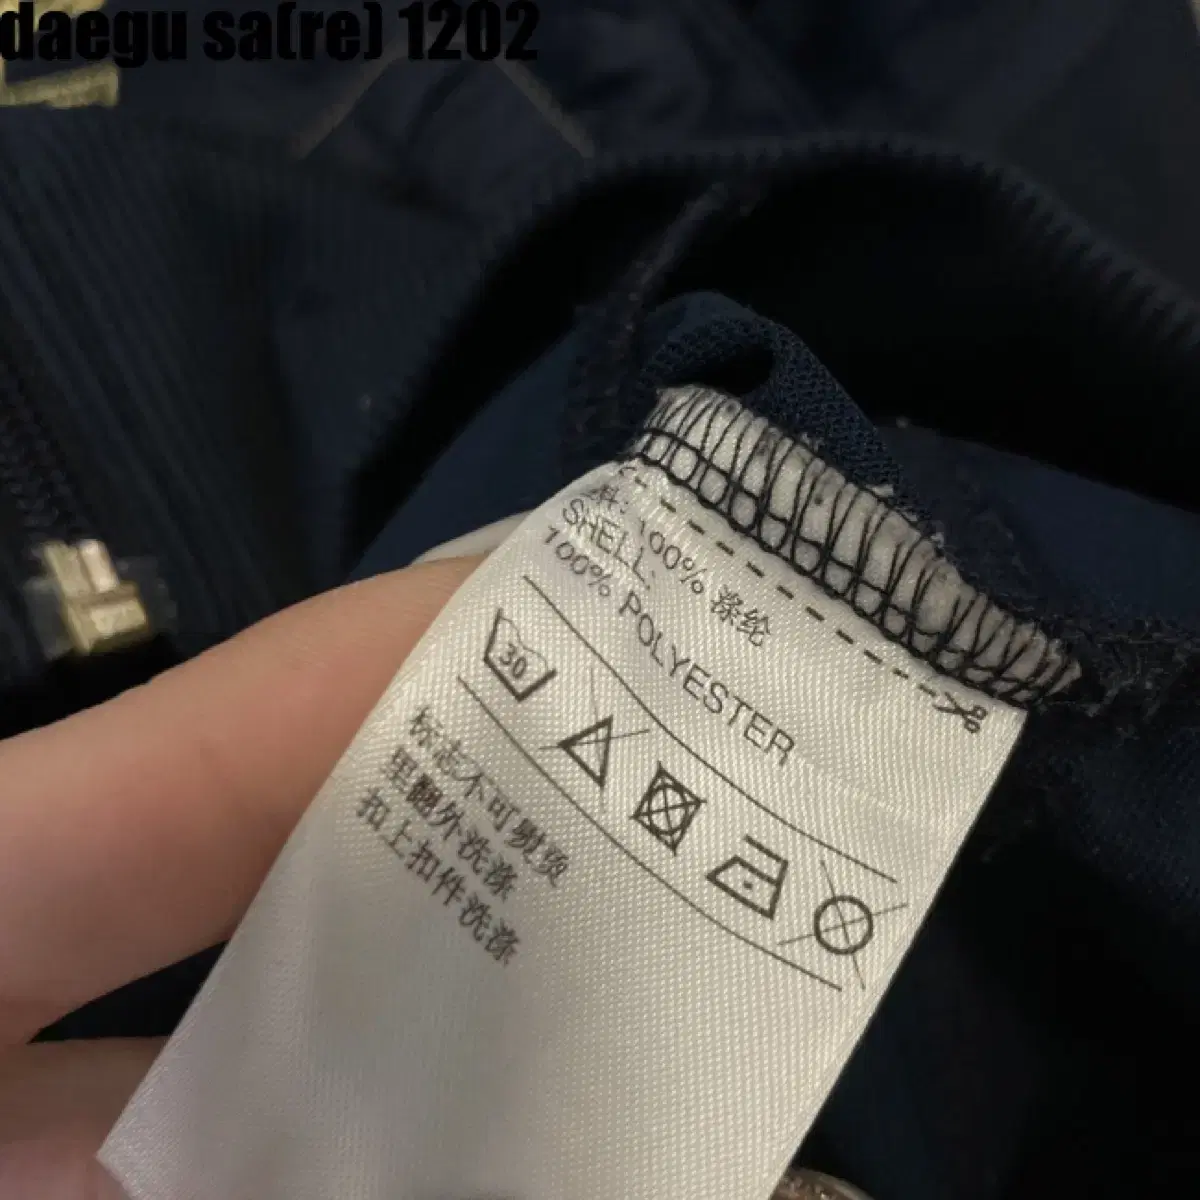 daegu sa(re) 1202
料: 100% 涤纶
SHELL:
100% POLYESTER
30
标志不可熨烫
里翻外洗涤
扣上扣件洗涤